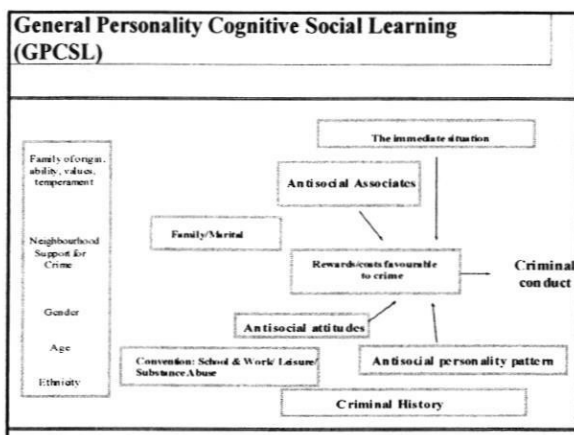 General Personality Cognitive Social Learning
(GPCSL)
The immediate situation
Family of origin,
ability, values,
temperament
Antisocial Associates
Family/Marital
Neighbourhood
Support for
Crime
Rewards/costs favourable
to crime
Criminal
conduct
Gender
Antisocial attitudes
Age
Convention: School & Work/ Leisure/
Substance Abuse
Antisocial personality pattern
Ethnicity
Criminal History